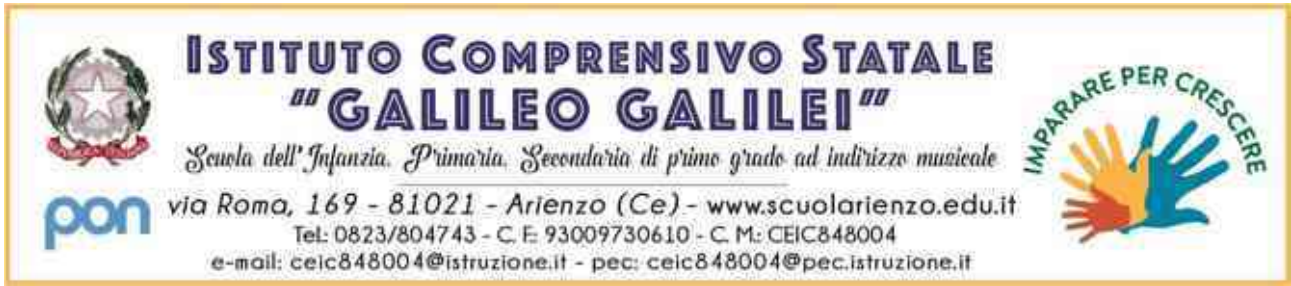 ISTITUTO COMPRENSIVO STATALE
"GALILEO GALILEI"
Scuola dell'Infanzia, Primaria, Secondaria di primo grado ad indirizzo musicale
via Roma, 169 - 81021 - Arienzo (Ce) - www.scuolarienzo.edu.it
Tel.: 0823/804743 - C. F.: 93009730610 - C. M.: CEIC848004
e-mail: ceic848004@istruzione.it - pec: ceic848004@pec.istruzione.it
pon
IMPARARE PER CRESCERE